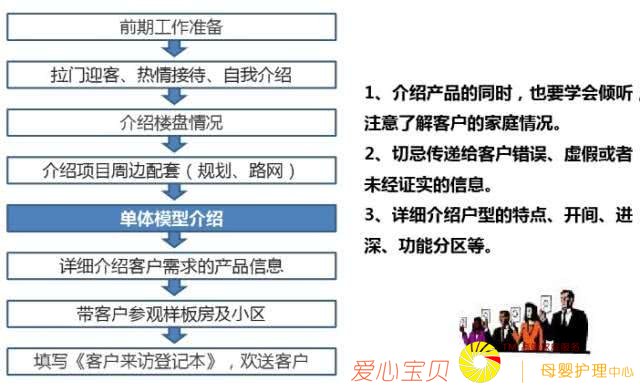 前期工作准备
拉门迎客、热情接待、自我介绍
介绍楼盘情况
介绍项目周边配套（规划、路网）
单体模型介绍
详细介绍客户需求的产品信息
带客户参观样板房及小区
填写《客户来访登记本》，欢送客户
1、介绍产品的同时，也要学会倾听，
注意了解客户的家庭情况。
2、切忌传递给客户错误、虚假或者
未经证实的信息。
3、详细介绍户型的特点、开间、进
深、功能分区等。
爱心宝贝
母婴护理中心